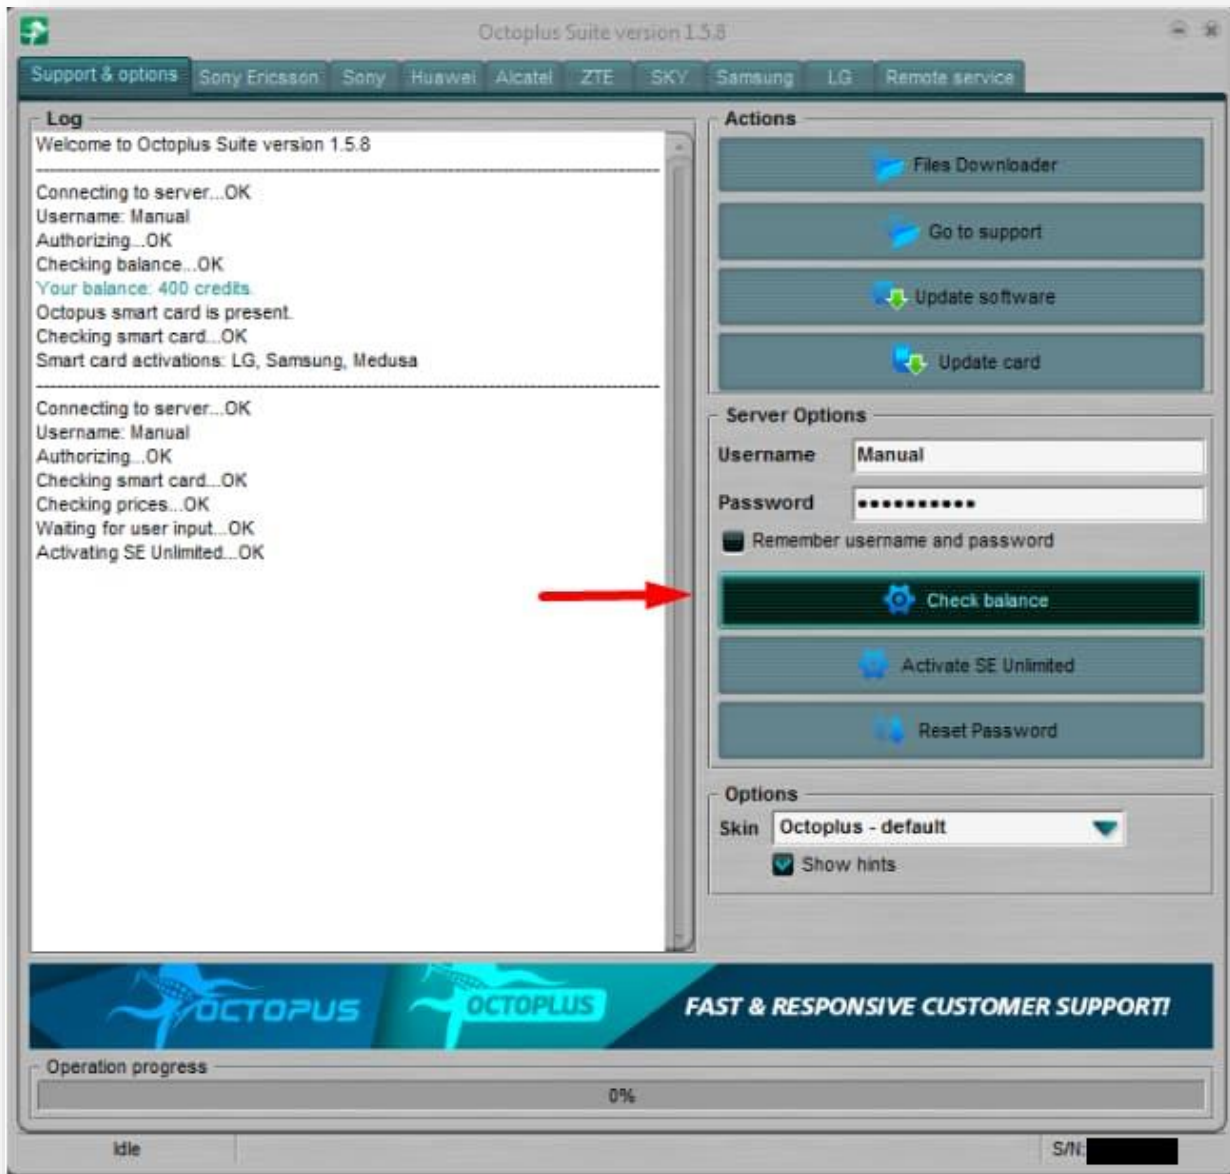 Octoplus Suite version 1.5.8
Support & options Sony Ericsson Sony Huawei Alcatel ZTE SKY Samsung LG Remote service
Log
Welcome to Octoplus Suite version 1.5.8
Connecting to server...OK
Username: Manual
Authorizing...OK
Checking balance...OK
Your balance: 400 credits.
Octopus smart card is present.
Checking smart card...OK
Smart card activations: LG, Samsung, Medusa
Connecting to server...OK
Username: Manual
Authorizing...OK
Checking smart card...OK
Checking prices...OK
Waiting for user input...OK
Activating SE Unlimited...OK
Actions
Files Downloader
Go to support
Update software
Update card
Server Options
Username Manual
Password ••••••••••
Remember username and password
Check balance
Activate SE Unlimited
Reset Password
Options
Skin Octoplus - default
Show hints
OCTOPUS OCTOPLUS FAST & RESPONSIVE CUSTOMER SUPPORT!
Operation progress
0%
Idle S/N: